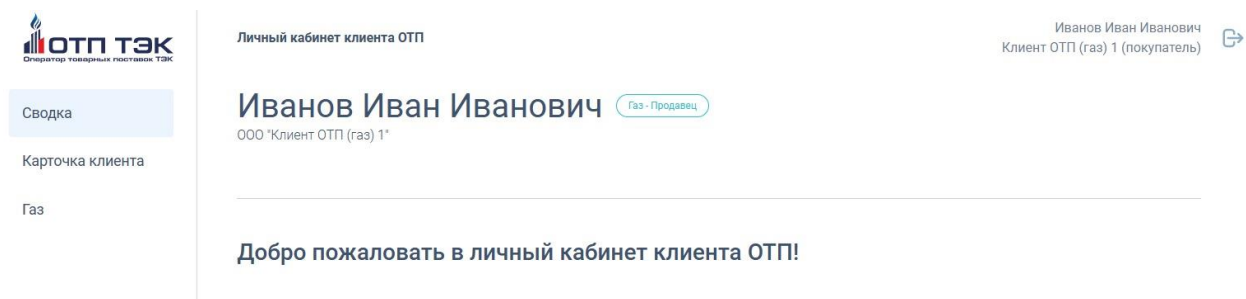 ОТП ТЭК
Оператор товарных поставок ТЭК
Личный кабинет клиента ОТП
Иванов Иван Иванович
Клиент ОТП (газ) 1 (покупатель)
Сводка
Карточка клиента
Газ
Иванов Иван Иванович Газ - Продавец
ООО "Клиент ОТП (газ) 1"
Добро пожаловать в личный кабинет клиента ОТП!